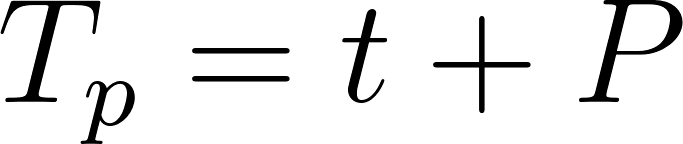 T_p = t + P